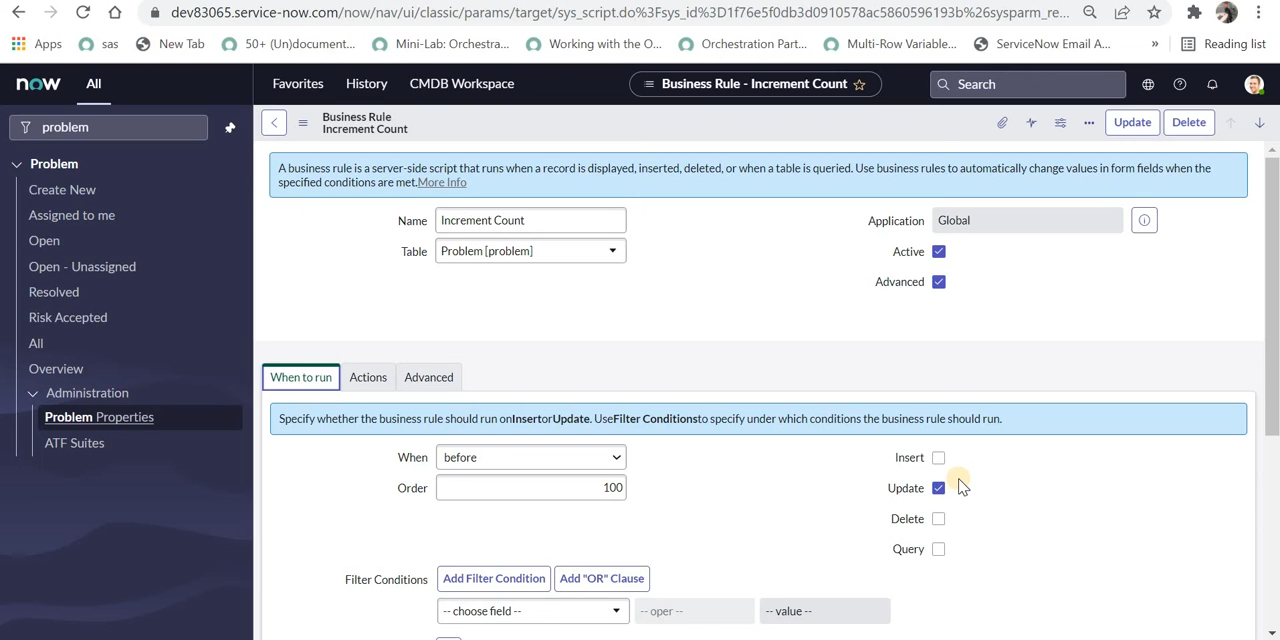 dev83065.service-now.com/now/nav/ui/classic/params/target/sys_script.do%3Fsys_id%3D1f76e5f0db3d0910578ac5860596193b%26sysparm_re...
Apps
sas
New Tab
50+ (Un)document...
Mini-Lab: Orchestra...
Working with the O...
Orchestration Part...
Multi-Row Variable...
ServiceNow Email A...
»
Reading list
now
All
Favorites
History
CMDB Workspace
Business Rule - Increment Count
Search
problem
Problem
Create New
Assigned to me
Open
Open - Unassigned
Resolved
Risk Accepted
All
Overview
Administration
Problem Properties
ATF Suites
Business Rule
Increment Count
Update
Delete
A business rule is a server-side script that runs when a record is displayed, inserted, deleted, or when a table is queried. Use business rules to automatically change values in form fields when the
specified conditions are met.More Info
Name
Increment Count
Application
Global
Table
Problem [problem]
Active
Advanced
When to run
Actions
Advanced
Specify whether the business rule should run onInsertorUpdate. UseFilter Conditionsto specify under which conditions the business rule should run.
When
before
Insert
Order
100
Update
Delete
Query
Filter Conditions
Add Filter Condition
Add "OR" Clause
-- choose field --
-- oper --
-- value --